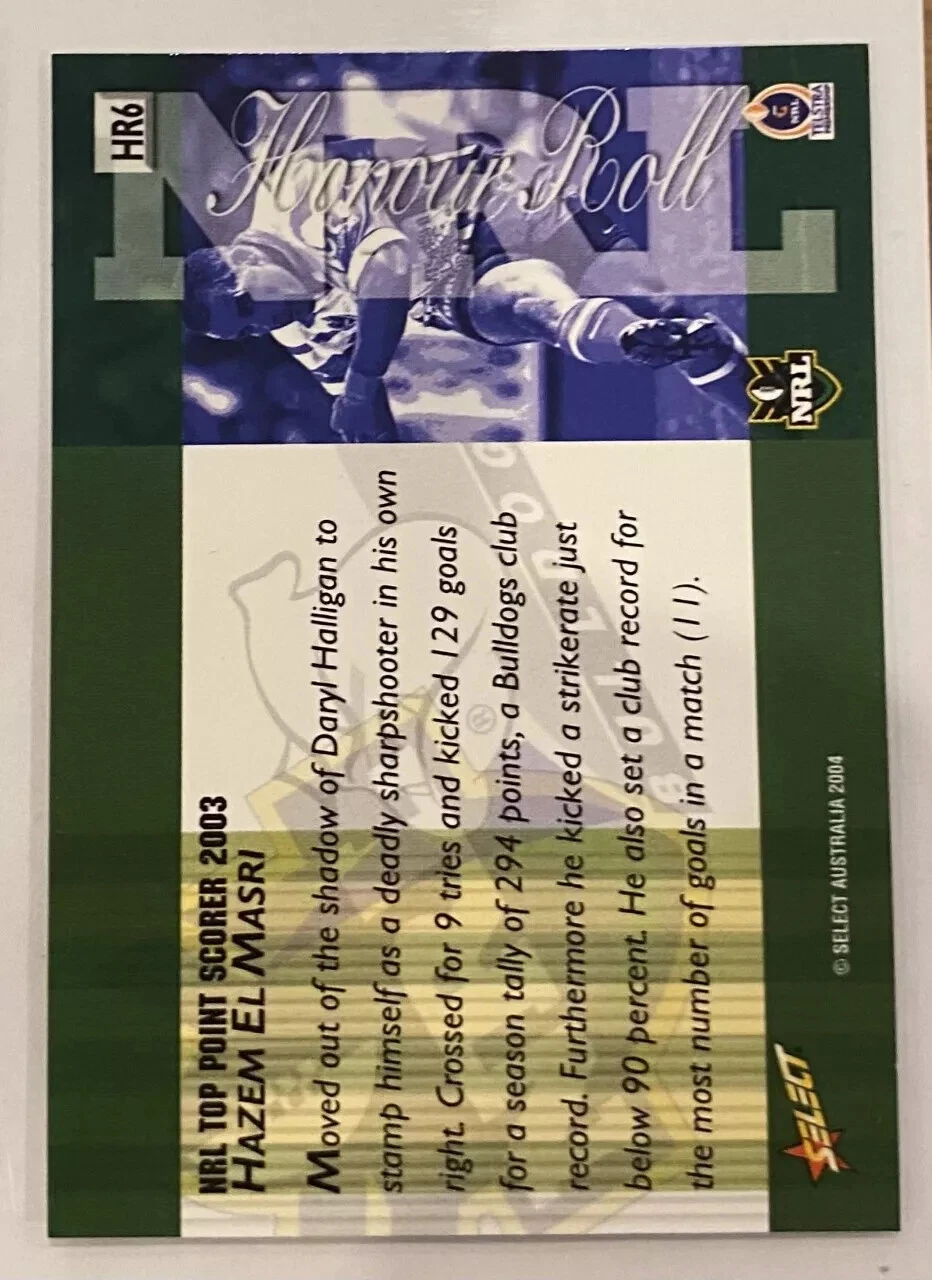 HR6
NRL
Honour Roll
NRL
TELSTRA
NRL
NRL TOP POINT SCORER 2003
HAZEM EL MASRI
Moved out of the shadow of Daryl Halligan to
stamp himself as a deadly sharpshooter in his own
right. Crossed for 9 tries and kicked 129 goals
for a season tally of 294 points, a Bulldogs club
record. Furthermore he kicked a strikerate just
below 90 percent. He also set a club record for
the most number of goals in a match (11).
®
SELECT
© SELECT AUSTRALIA 2004